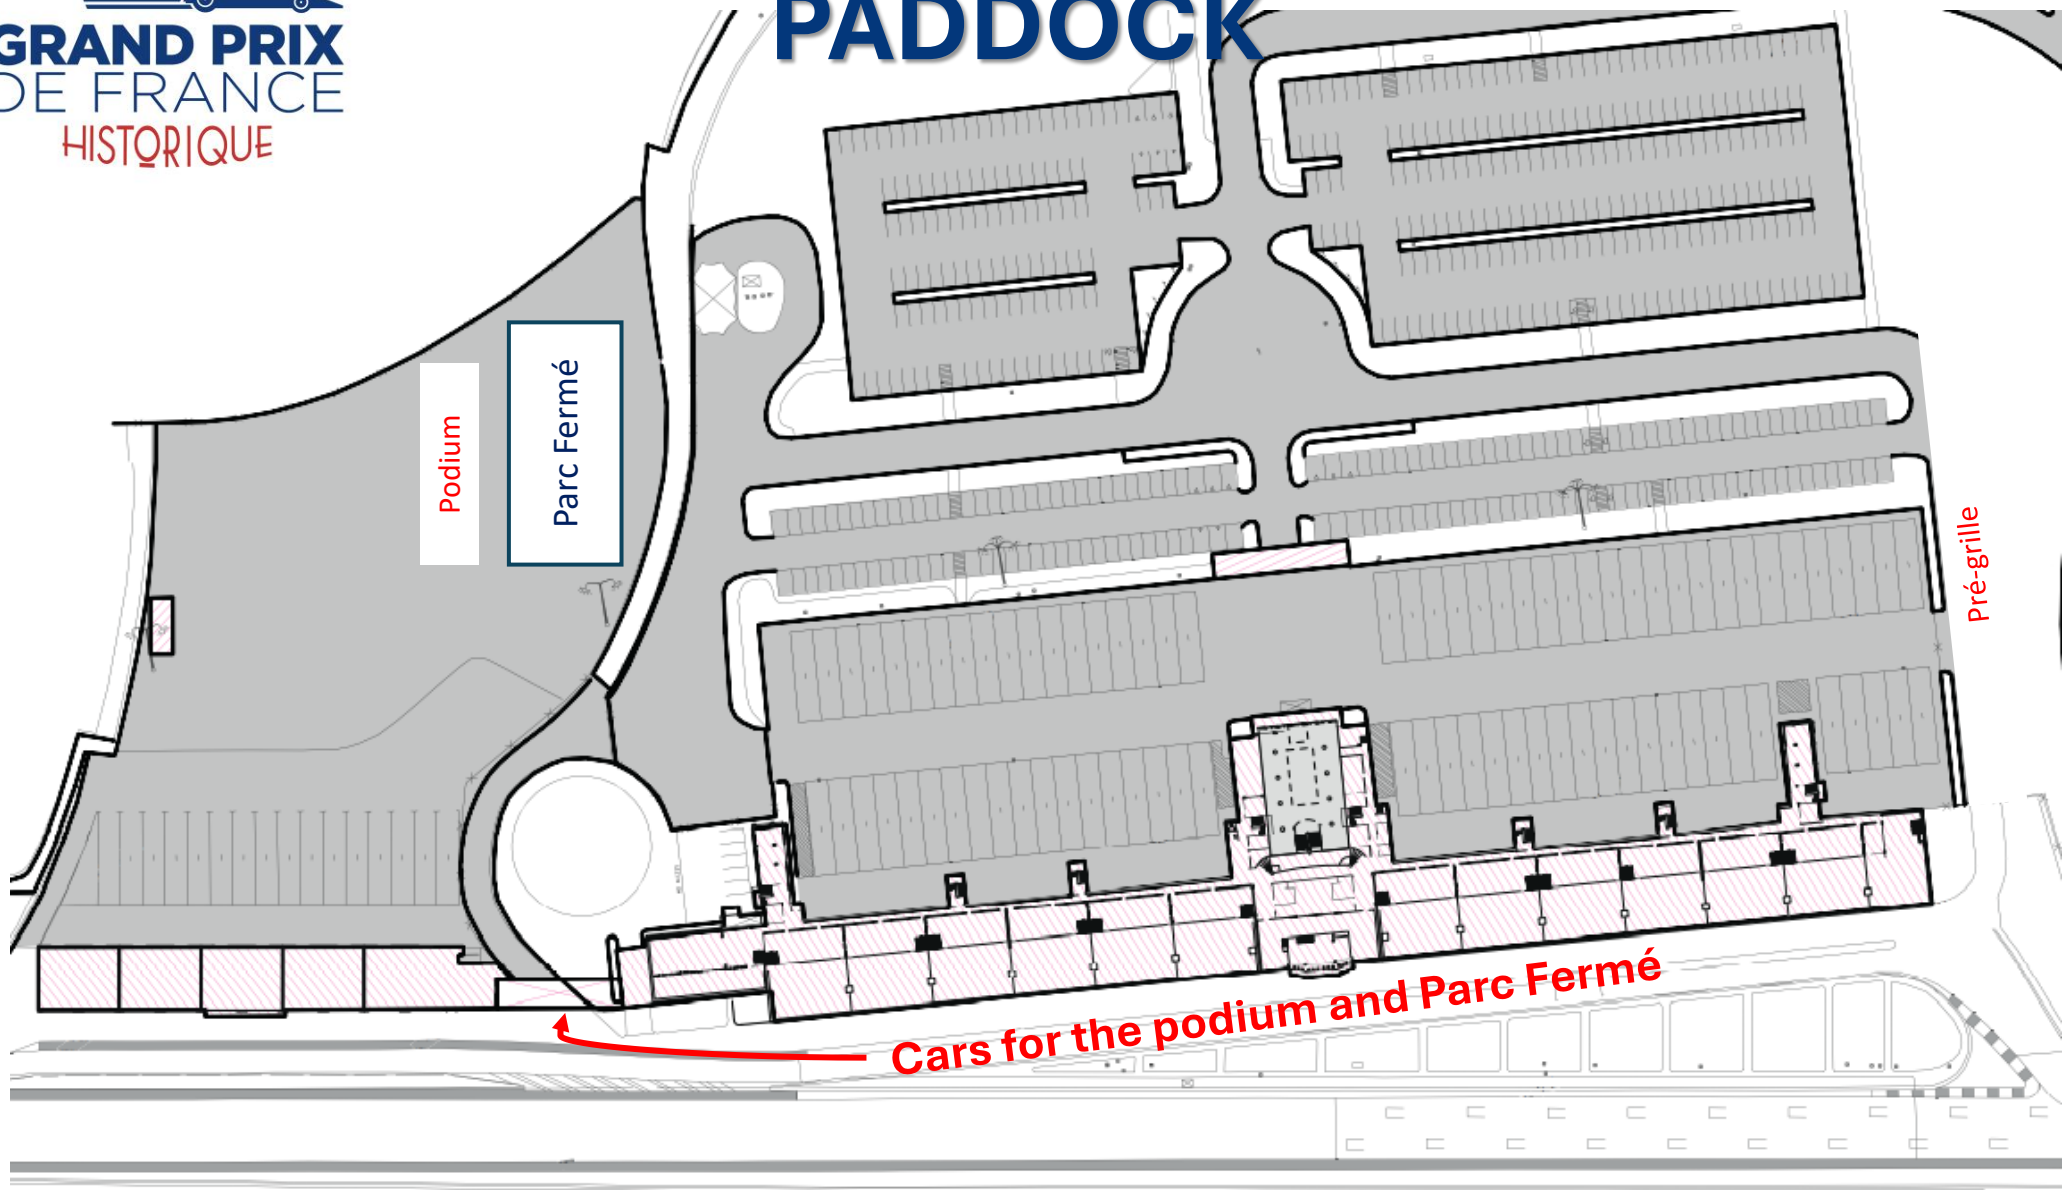 PADDOCK
GRAND PRIX
DE FRANCE
HISTORIQUE
Podium
Parc Fermé
Pré-grille
Cars for the podium and Parc Fermé